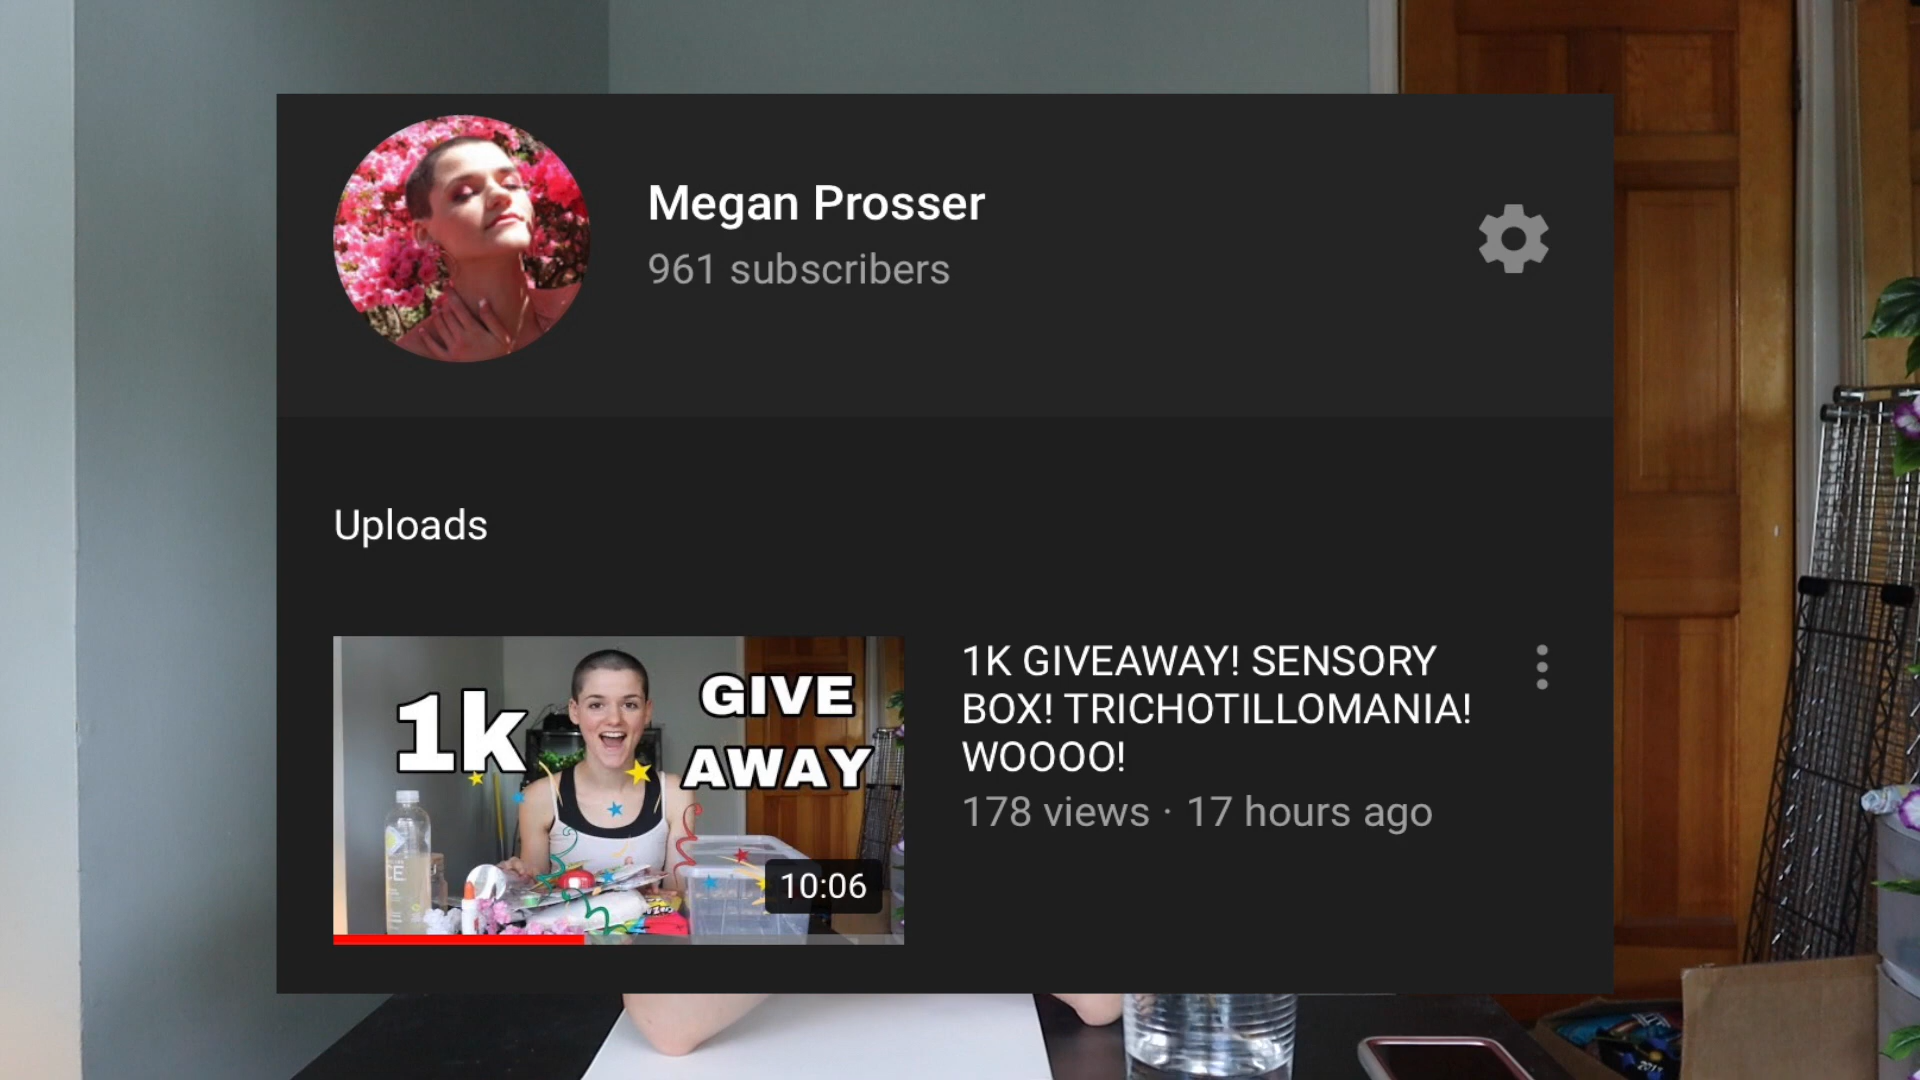 Megan Prosser
961 subscribers
Uploads
1k
GIVE
AWAY
10:06
1K GIVEAWAY! SENSORY
BOX! TRICHOTILLOMANIA!
WOOOO!
178 views · 17 hours ago